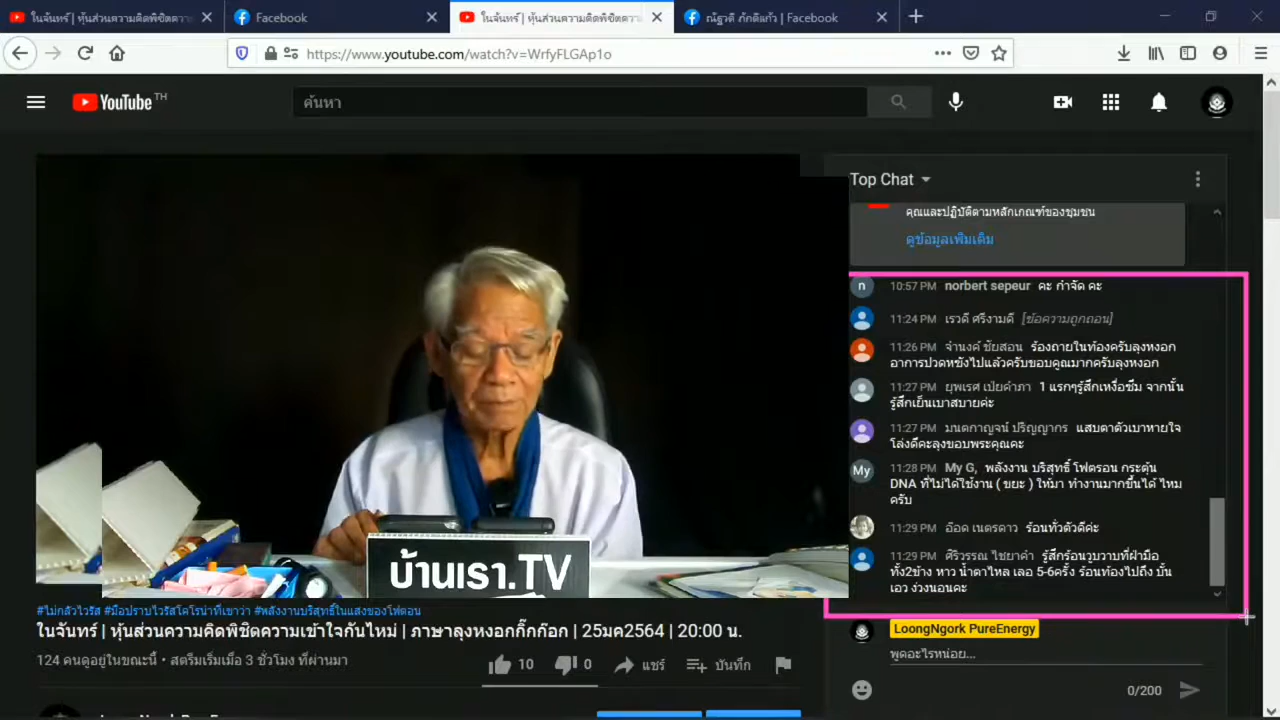 ในจันทร์ | หุ้นส่วนความคิดพิชิตควา
Facebook
ในจันทร์ | หุ้นส่วนความคิดพิชิตควา
ณัฐวดี ภักดีแก้ว | Facebook
https://www.youtube.com/watch?v=WrfyFLGAp1o
YouTube TH
ค้นหา
Top Chat
คุณและปฏิบัติตามหลักเกณฑ์ของชุมชน
ดูข้อมูลเพิ่มเติม
n 10:57 PM norbert sepeur คะ กำจัด คะ
11:24 PM เรวดี ศรีงามดี [ข้อความถูกถอน]
11:26 PM จำนงค์ ชัยสอน ร้องถายในท้องครับลุงหงอก
อาการปวดหขังไปแล้วครับขอบคูณมากครับลุงหงอก
11:27 PM ยุพเรศ เปียคำภา 1 แรกๆรู้สึกเหงื่อซึม จากนั้น
รู้สึกเย็นเบาสบายค่ะ
11:27 PM มนตกาญจน์ ปริญญากร แสบตาตัวเบาหายใจ
โล่งดีคะลุงขอบพระคุณคะ
My 11:28 PM My G, พลังงาน บริสุทธิ์ โฟตรอน กระตุ้น
DNA ที่ไม่ได้ใช้งาน ( ขยะ ) ให้มา ทำงานมากขึ้นได้ ไหม
ครับ
11:29 PM อ๊อด เนตรดาว ร้อนทั่วตัวดีค่ะ
11:29 PM ศิริวรรณ ไชยาคำ รู้สึกร้อนวูบวาบที่ฝ่ามือ
ทั้ง2ข้าง หาว น้ำตาไหล เลอ 5-6ครั้ง ร้อนท้องไปถึง บั้น
เอว ง่วงนอนคะ
LoongNgork PureEnergy
พูดอะไรหน่อย...
0/200
บ้านเรา.TV
#ไม่กลัวไวรัส #มือปราบไวรัสโคโรน่าที่เขาว่า #พลังงานบริสุทธิ์ในแสงของโฟตอน
ในจันทร์ | หุ้นส่วนความคิดพิชิตความเข้าใจกันไหม่ | ภาษาลุงหงอกกิ๊กก๊อก | 25มค2564 | 20:00 น.
124 คนดูอยู่ในขณะนี้ • สตรีมเริ่มเมื่อ 3 ชั่วโมง ที่ผ่านมา
10
0
แชร์
บันทึก